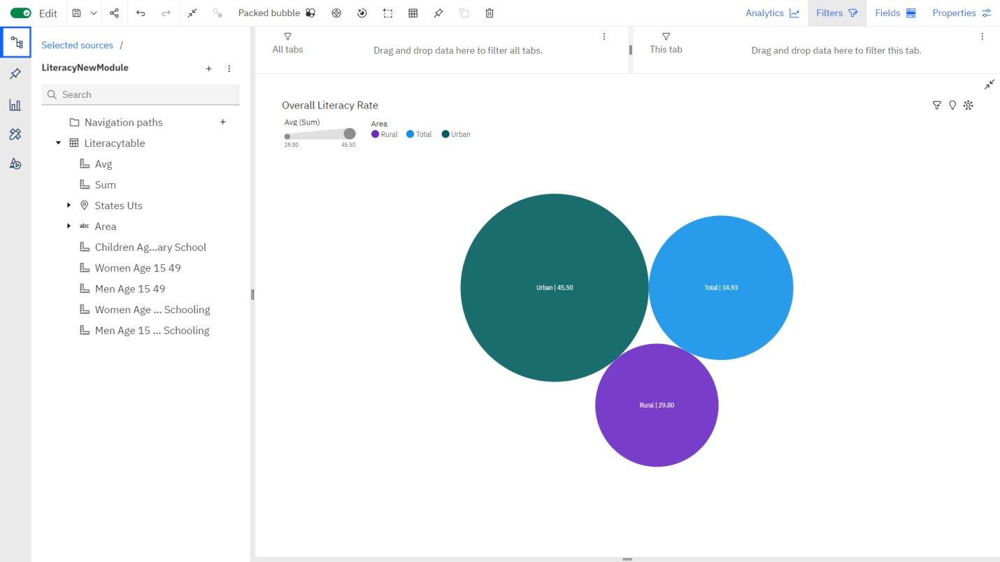 Edit
Packed bubble
Analytics
Filters
Fields
Properties
Selected sources /
LiteracyNewModule
Search
Navigation paths
Literacytable
Avg
Sum
States Uts
abc Area
Children Ag...ary School
Women Age 15 49
Men Age 15 49
Women Age ... Schooling
Men Age 15 ... Schooling
All tabs
Drag and drop data here to filter all tabs.
This tab
Drag and drop data here to filter this tab.
Overall Literacy Rate
Avg (Sum)
29.80 45.50
Area
Rural Total Urban
Urban | 45.50
Total | 34.93
Rural | 29.80